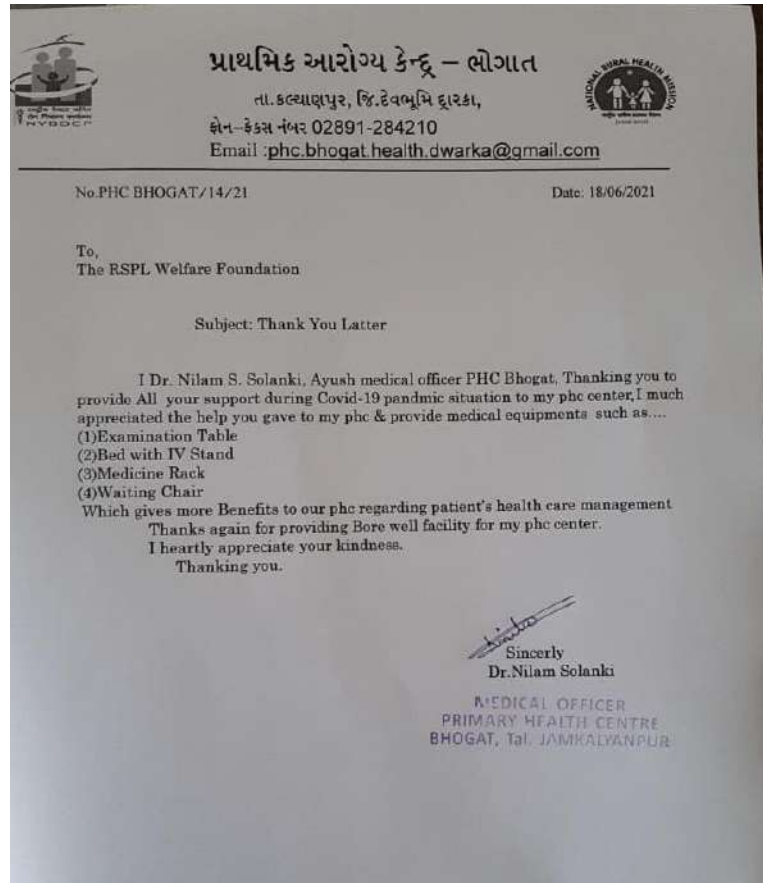 પ્રાથમિક આરોગ્ય કેન્દ્ર – ભોગાત
તા.કલ્યાણપુર, જિ.દેવભૂમિ દ્વારકા,
ફોન–ફેકસ નંબર 02891-284210
Email :phc.bhogat.health.dwarka@gmail.com
NVBDCP
NATIONAL RURAL HEALTH MISSION
No.PHC BHOGAT/14/21
Date: 18/06/2021
To,
The RSPL Welfare Foundation
Subject: Thank You Latter
I Dr. Nilam S. Solanki, Ayush medical officer PHC Bhogat, Thanking you to
provide All your support during Covid-19 pandmic situation to my phc center,I much
appreciated the help you gave to my phc & provide medical equipments such as....
(1)Examination Table
(2)Bed with IV Stand
(3)Medicine Rack
(4)Waiting Chair
Which gives more Benefits to our phc regarding patient's health care management
Thanks again for providing Bore well facility for my phc center.
I heartly appreciate your kindness.
Thanking you.
Sincerly
Dr.Nilam Solanki
MEDICAL OFFICER
PRIMARY HEALTH CENTRE
BHOGAT, Tal. JAMKALYANPUR